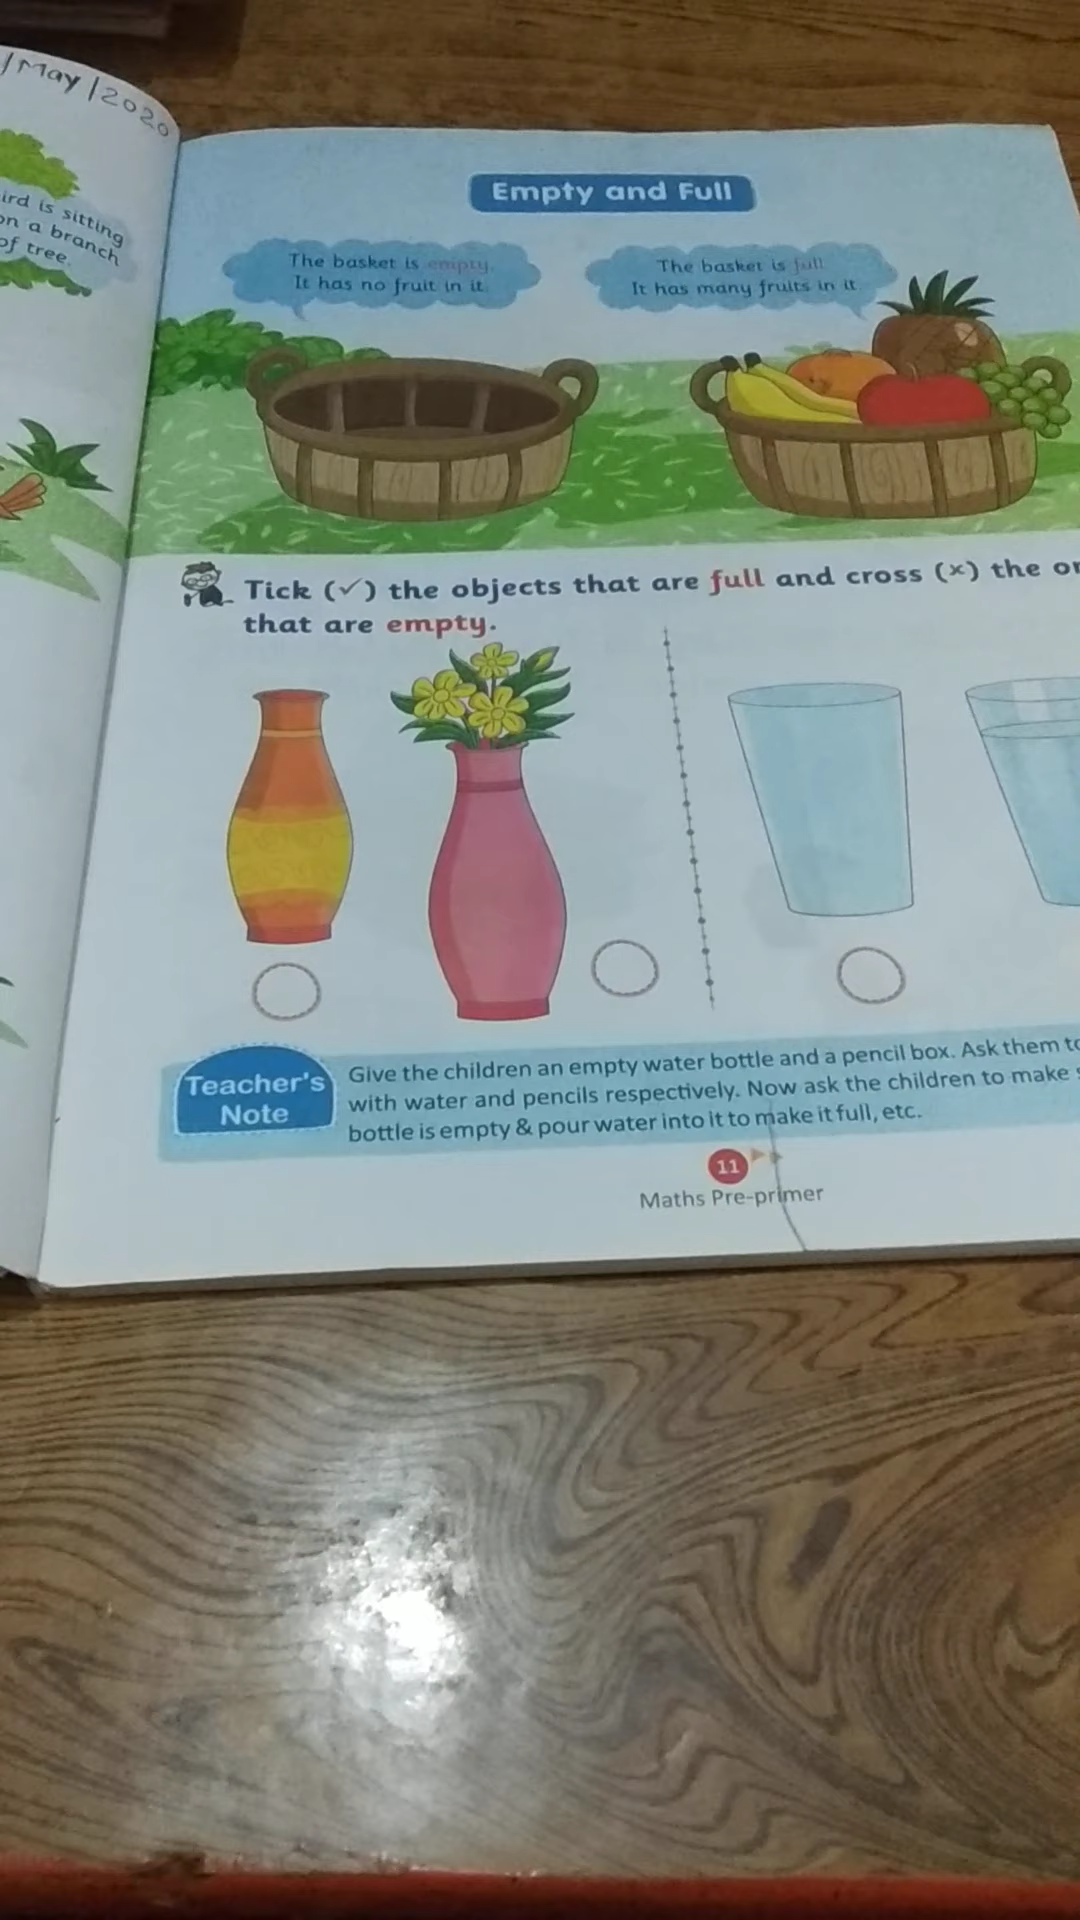 May/2020
is sitting
on a branch
of tree.
Empty and Full
The basket is empty.
It has no fruit in it.
The basket is full.
It has many fruits in it.
Tick (✓) the objects that are full and cross (×) the
that are empty.
Teacher's
Note
Give the children an empty water bottle and a pencil box. Ask them
with water and pencils respectively. Now ask the children to make
bottle is empty & pour water into it to make it full, etc.
11
Maths Pre-primer